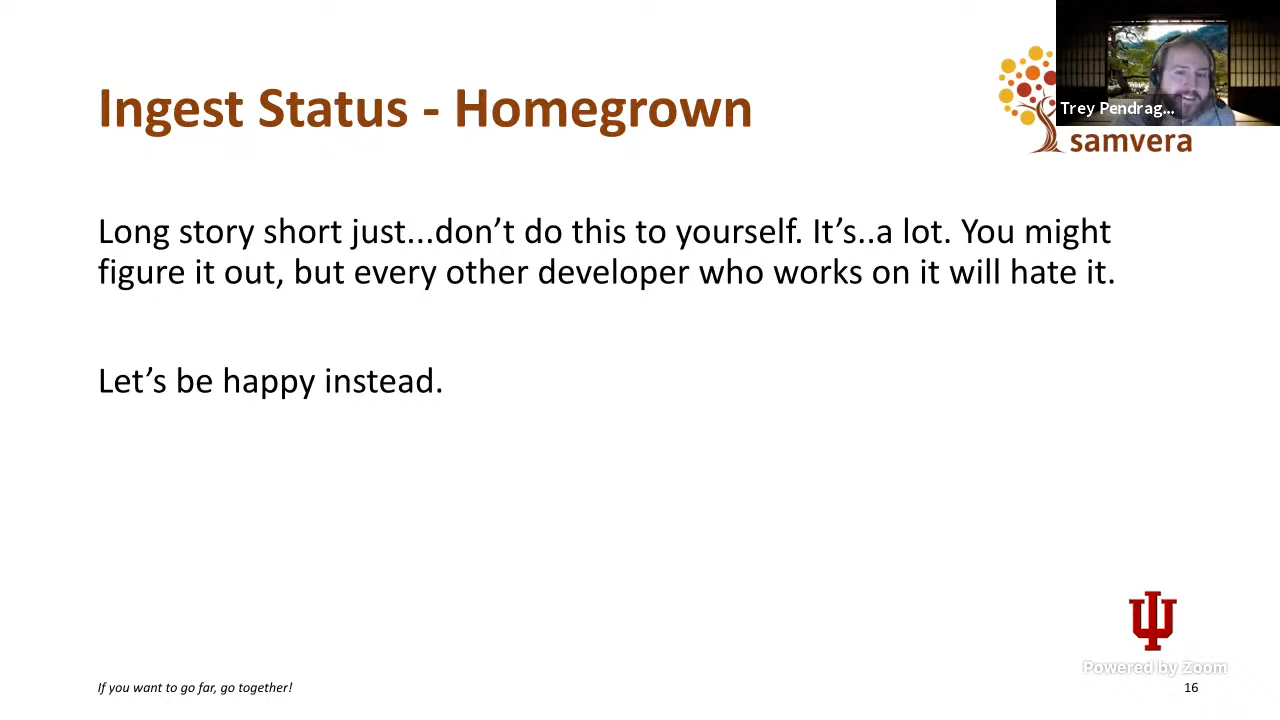 Ingest Status - Homegrown
Trey Pendrag...
samvera
Long story short just...don't do this to yourself. It's..a lot. You might
figure it out, but every other developer who works on it will hate it.
Let's be happy instead.
Powered by Zoom
If you want to go far, go together!
16